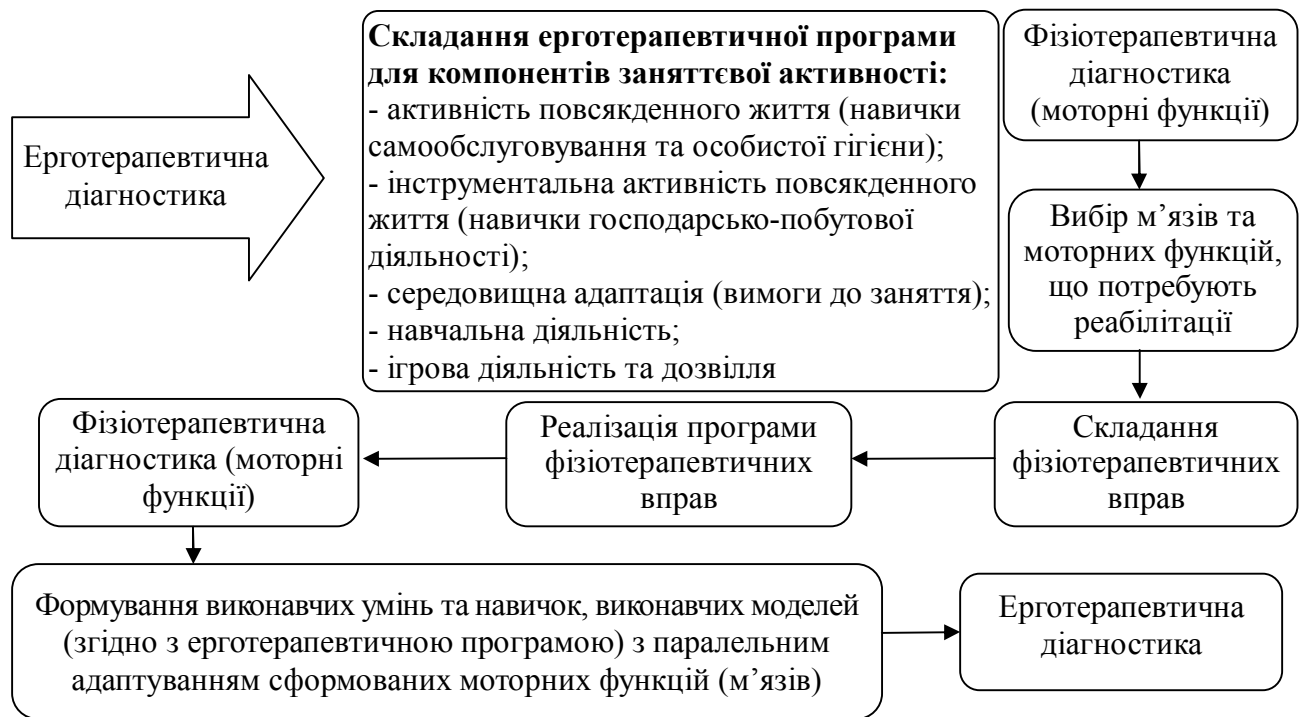 Ерготерапевтична
діагностика
Складання ерготерапевтичної програми
для компонентів заняттєвої активності:
- активність повсякденного життя (навички
самообслуговування та особистої гігієни);
- інструментальна активність повсякденного
життя (навички господарсько-побутової
діяльності);
- середовищна адаптація (вимоги до заняття);
- навчальна діяльність;
- ігрова діяльність та дозвілля
Фізіотерапевтична
діагностика
(моторні функції)
Вибір м’язів та
моторних функцій,
що потребують
реабілітації
Складання
фізіотерапевтичних
вправ
Реалізація програми
фізіотерапевтичних
вправ
Фізіотерапевтична
діагностика (моторні
функції)
Формування виконавчих умінь та навичок, виконавчих моделей
(згідно з ерготерапевтичною програмою) з паралельним
адаптуванням сформованих моторних функцій (м’язів)
Ерготерапевтична
діагностика